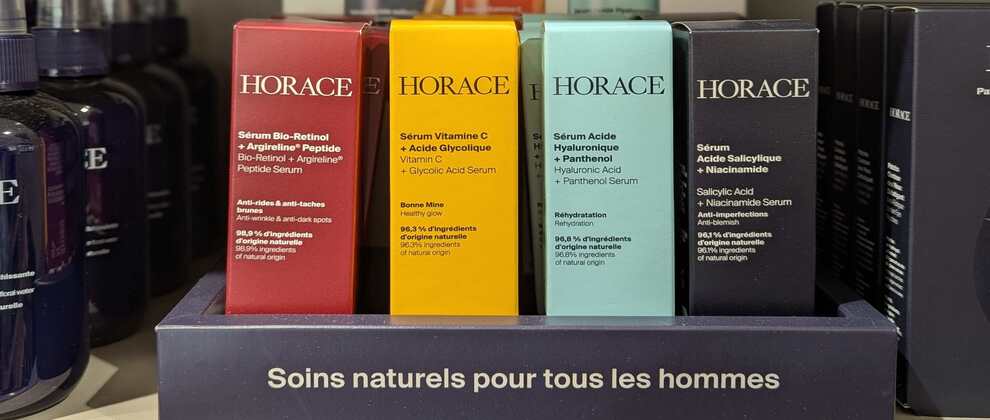 HORACE
Sérum Bio-Retinol
+ Argireline® Peptide
Bio-Retinol + Argireline®
Peptide Serum
Anti-rides & anti-taches
brunes
Anti-wrinkle & anti-dark spots
98,9 % d'ingrédients
d'origine naturelle
98.9% ingredients
of natural origin
HORACE
Sérum Vitamine C
+ Acide Glycolique
Vitamin C
+ Glycolic Acid Serum
Bonne Mine
Healthy glow
96,3 % d'ingrédients
d'origine naturelle
96.3% ingredients
of natural origin
HORACE
Sérum Acide
Hyaluronique
+ Panthenol
Hyaluronic Acid
+ Panthenol Serum
Réhydratation
Rehydration
96,8 % d'ingrédients
d'origine naturelle
96.8% ingredients
of natural origin
HORACE
Sérum
Acide Salicylique
+ Niacinamide
Salicylic Acid
+ Niacinamide Serum
Anti-imperfections
Anti-blemish
96,1 % d'ingrédients
d'origine naturelle
96.1% ingredients
of natural origin
HORACE
HORACE
HORACE
Soins naturels pour tous les hommes